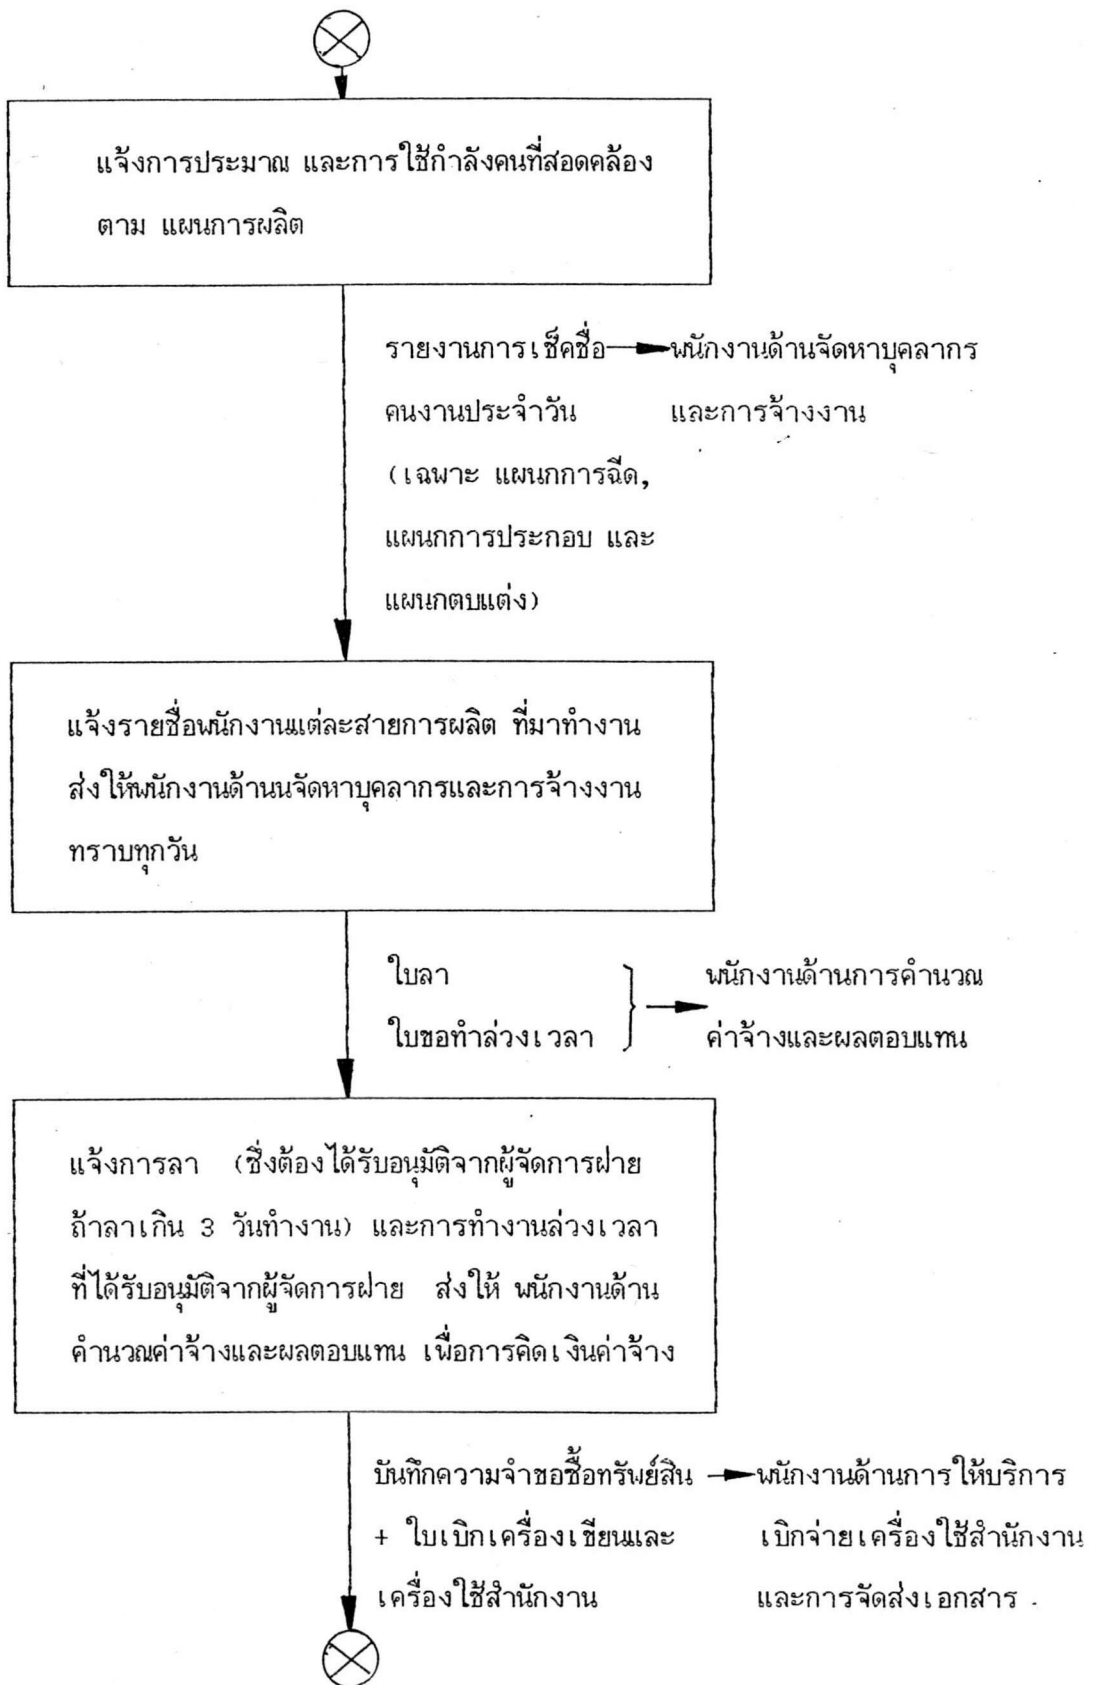 แจ้งการประมาณ และการใช้กำลังคนที่สอดคล้อง
ตาม แผนการผลิต
รายงานการเช็คชื่อ พนักงานด้านจัดหาบุคลากร
คนงานประจำวัน และการจ้างงาน
(เฉพาะ แผนกการฉีด,
แผนกการประกอบ และ
แผนกตบแต่ง)
แจ้งรายชื่อพนักงานแต่ละสายการผลิต ที่มาทำงาน
ส่งให้พนักงานด้านนจัดหาบุคลากรและการจ้างงาน
ทราบทุกวัน
ใบลา พนักงานด้านการคำนวณ
ใบขอทำล่วงเวลา ค่าจ้างและผลตอบแทน
แจ้งการลา (ซึ่งต้องได้รับอนุมัติจากผู้จัดการฝ่าย
ถ้าลาเกิน 3 วันทำงาน) และการทำงานล่วงเวลา
ที่ได้รับอนุมัติจากผู้จัดการฝ่าย ส่งให้ พนักงานด้าน
คำนวณค่าจ้างและผลตอบแทน เพื่อการคิดเงินค่าจ้าง
บันทึกความจำขอซื้อทรัพย์สิน พนักงานด้านการให้บริการ
+ ใบเบิกเครื่องเขียนและ เบิกจ่ายเครื่องใช้สำนักงาน
เครื่องใช้สำนักงาน และการจัดส่งเอกสาร